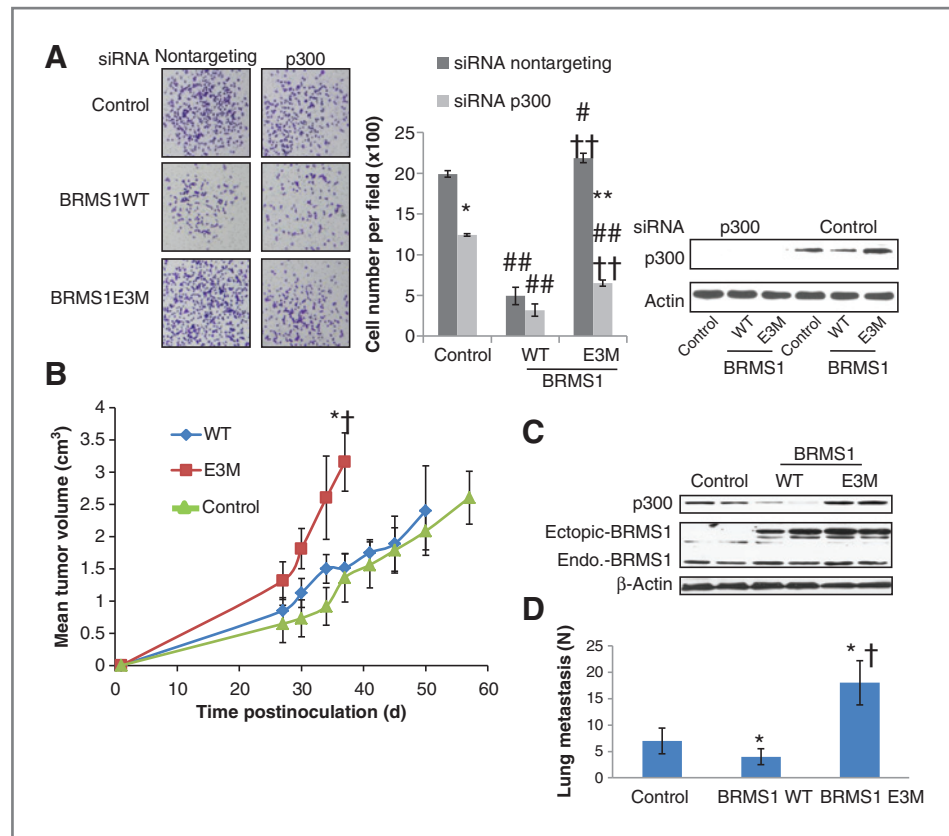 A
siRNA Nontargeting p300
Control
BRMS1WT
BRMS1E3M
siRNA nontargeting
siRNA p300
Cell number per field (x100)
25
20
15
10
5
0
*
##
##
#
††
**
##
††
Control WT E3M
BRMS1
siRNA p300 Control
p300
Actin
Control WT E3M Control WT E3M
BRMS1 BRMS1
B
Mean tumor volume (cm3)
4
3.5
3
2.5
2
1.5
1
0.5
0
WT
E3M
Control
*†
0 10 20 30 40 50 60
Time postinoculation (d)
C
BRMS1
Control WT E3M
p300
Ectopic-BRMS1
Endo.-BRMS1
β-Actin
D
Lung metastasis (N)
25
20
15
10
5
0
*
* †
Control BRMS1 WT BRMS1 E3M